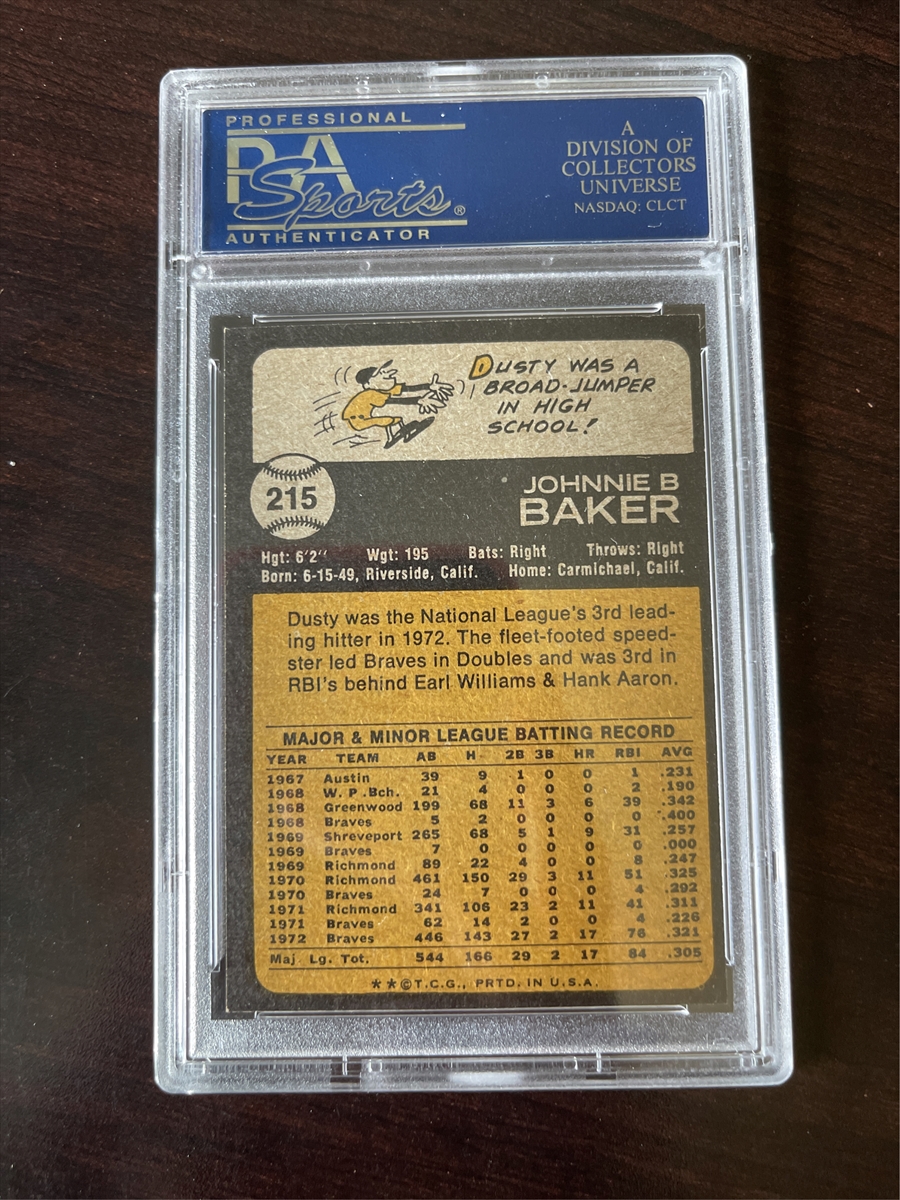 PROFESSIONAL
PSA
Sports®
AUTHENTICATOR
A
DIVISION OF
COLLECTORS
UNIVERSE
NASDAQ: CLCT
DUSTY WAS A
BROAD-JUMPER
IN HIGH
SCHOOL!
215
JOHNNIE B
BAKER
Hgt: 6'2" Wgt: 195 Bats: Right Throws: Right
Born: 6-15-49, Riverside, Calif. Home: Carmichael, Calif.
Dusty was the National League's 3rd lead-
ing hitter in 1972. The fleet-footed speed-
ster led Braves in Doubles and was 3rd in
RBI's behind Earl Williams & Hank Aaron.
MAJOR & MINOR LEAGUE BATTING RECORD
YEAR TEAM AB H 2B 3B HR RBI AVG
1967 Austin 39 9 1 0 0 1 .231
1968 W. P .Bch. 21 4 0 0 0 2 .190
1968 Greenwood 199 68 11 3 6 39 .342
1968 Braves 5 2 0 0 0 0 .400
1969 Shreveport 265 68 5 1 9 31 .257
1969 Braves 7 0 0 0 0 0 .000
1969 Richmond 89 22 4 0 0 8 .247
1970 Richmond 461 150 29 3 11 51 .325
1970 Braves 24 7 0 0 0 4 .292
1971 Richmond 341 106 23 2 11 41 .311
1971 Braves 62 14 2 0 0 4 .226
1972 Braves 446 143 27 2 17 76 .321
Maj Lg. Tot. 544 166 29 2 17 84 .305
**©T.C.G., PRTD. IN U.S.A.